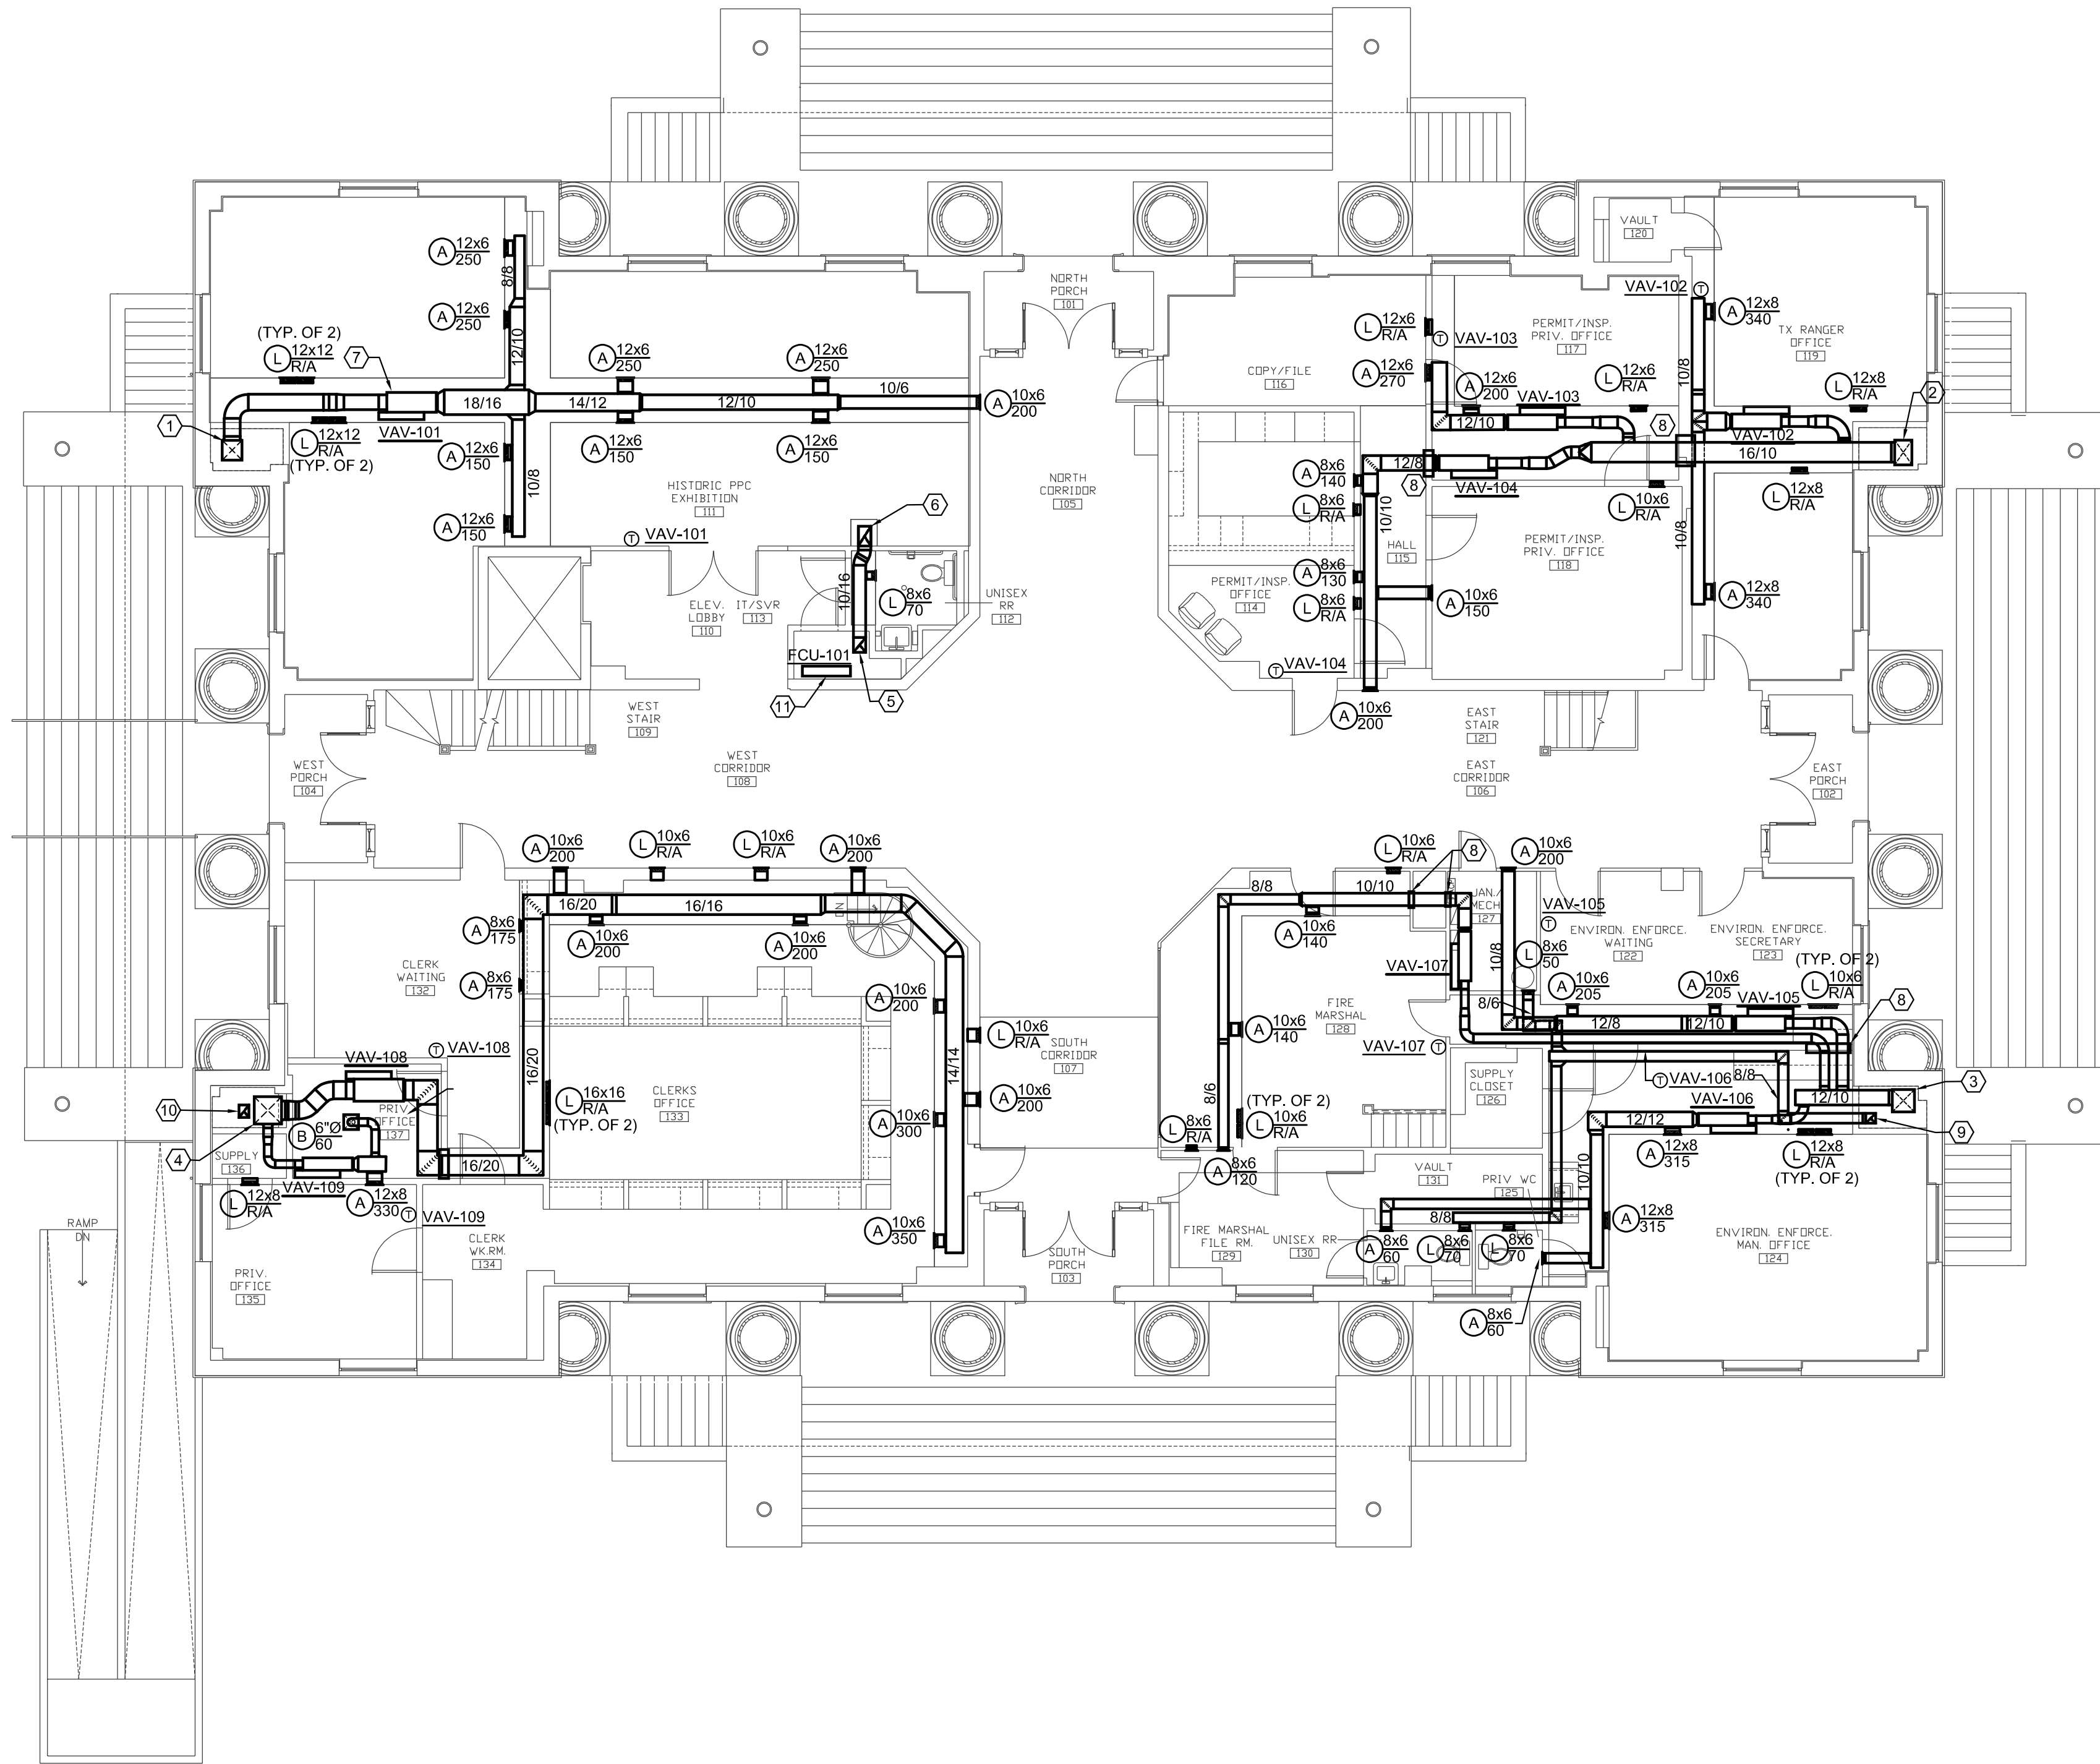 A 12x6
250
8/8
A 12x6
250
12/10
(TYP. OF 2)
L 12x12
R/A
7
1
18/16
14/12
12/10
10/6
A 12x6
250
A 12x6
250
A 10x6
200
VAV-101
L 12x12
R/A
(TYP. OF 2)
A 12x6
150
A 12x6
150
A 12x6
150
A 12x6
150
10/8
HISTORIC PPC
EXHIBITION
111
T VAV-101
6
10/16
L 8x6
70
UNISEX
RR
112
ELEV.
LOBBY
110
IT/SVR
113
FCU-101
11
5
NORTH
PORCH
101
NORTH
CORRIDOR
105
VAULT
120
VAV-102
T
A 12x8
340
TX RANGER
OFFICE
119
PERMIT/INSP.
PRIV. OFFICE
117
L 12x6
R/A
T VAV-103
COPY/FILE
116
A 12x6
270
A 12x6
200
VAV-103
L 12x6
R/A
10/8
L 12x8
R/A
2
12/10
8
VAV-102
16/10
12/8
8
VAV-104
A 8x6
140
L 8x6
R/A
10/10
L 10x6
R/A
L 12x8
R/A
HALL
115
PERMIT/INSP.
PRIV. OFFICE
118
10/8
PERMIT/INSP.
OFFICE
114
A 8x6
130
L 8x6
R/A
A 10x6
150
A 12x8
340
T VAV-104
A 10x6
200
WEST
STAIR
109
EAST
STAIR
121
WEST
PORCH
104
WEST
CORRIDOR
108
EAST
CORRIDOR
106
EAST
PORCH
102
A 10x6
200
L 10x6
R/A
L 10x6
R/A
A 10x6
200
L 10x6
R/A
8
A 10x6
200
16/20
16/16
DN
8/8
10/10
JAN./
MECH
127
VAV-105
T
A 8x6
175
A 10x6
200
A 10x6
200
A 10x6
140
ENVIRON. ENFORCE.
WAITING
122
ENVIRON. ENFORCE.
SECRETARY
123
CLERK
WAITING
132
A 8x6
175
VAV-107
10/8
L 8x6
50
A 10x6
205
A 10x6
205
(TYP. OF 2)
L 10x6
R/A
VAV-105
8
A 10x6
200
8/6
12/8
12/10
FIRE
MARSHAL
128
A 10x6
140
L 10x6
R/A
SOUTH
CORRIDOR
107
VAV-107 T
VAV-108
T VAV-108
16/20
14/14
SUPPLY
CLOSET
126
T VAV-106
8/8
3
10
PRIV.
OFFICE
137
B 6"Ø
60
L 16x16
R/A
(TYP. OF 2)
CLERKS
OFFICE
133
A 10x6
200
A 10x6
300
8/6
(TYP. OF 2)
L 10x6
R/A
VAV-106
12/10
12/12
9
4
SUPPLY
136
16/20
L 8x6
R/A
A 8x6
120
A 12x8
315
L 12x8
R/A
(TYP. OF 2)
L 12x8
R/A
VAV-109
A 12x8
330
T VAV-109
VAULT
131
PRIV WC
125
10/10
8/8
A 12x8
315
RAMP
DN
CLERK
WK.RM.
134
A 10x6
350
FIRE MARSHAL
FILE RM.
129
UNISEX RR
130
A 8x6
60
L 8x6
70
L 8x6
70
ENVIRON. ENFORCE.
MAN. OFFICE
124
PRIV.
OFFICE
135
SOUTH
PORCH
103
A 8x6
60